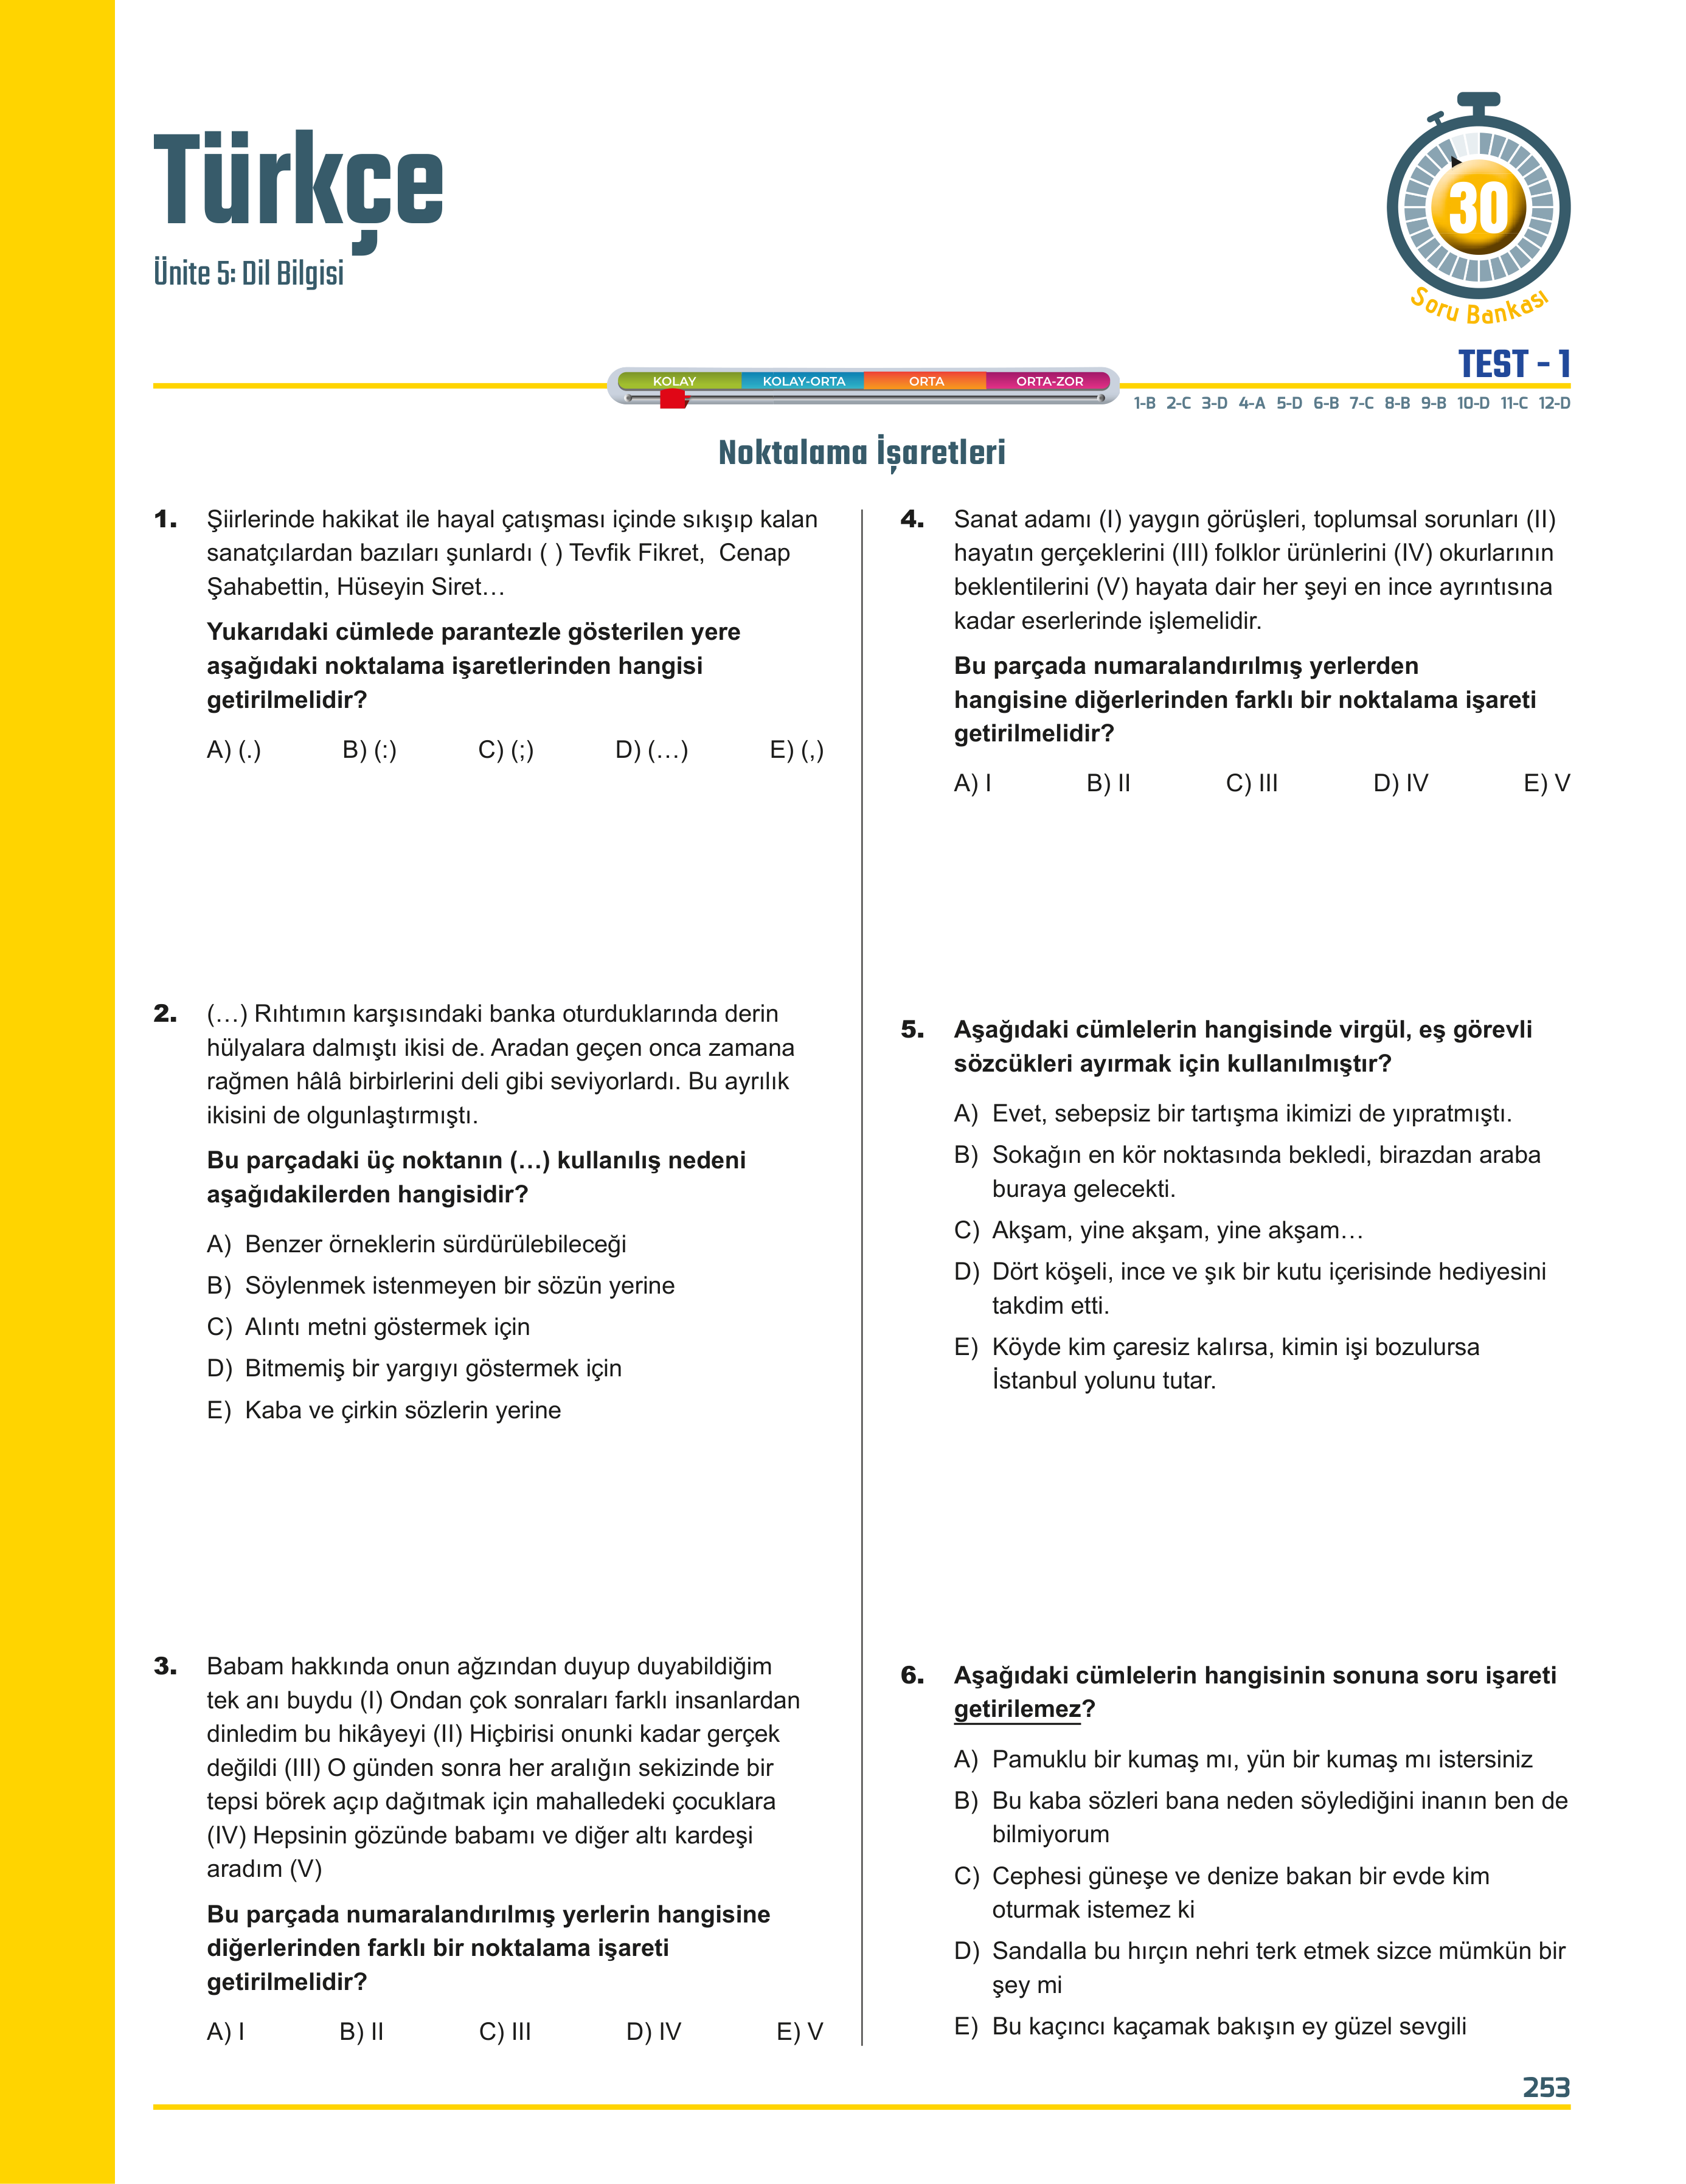 Türkçe
Ünite 5: Dil Bilgisi
30
Soru Bankası
TEST - 1
KOLAY KOLAY-ORTA ORTA ORTA-ZOR
1-B 2-C 3-D 4-A 5-D 6-B 7-C 8-B 9-B 10-D 11-C 12-D
Noktalama İşaretleri
1. Şiirlerinde hakikat ile hayal çatışması içinde sıkışıp kalan
sanatçılardan bazıları şunlardı ( ) Tevfik Fikret, Cenap
Şahabettin, Hüseyin Siret…
Yukarıdaki cümlede parantezle gösterilen yere
aşağıdaki noktalama işaretlerinden hangisi
getirilmelidir?
A) (.) B) (:) C) (;) D) (…) E) (,)
2. (…) Rıhtımın karşısındaki banka oturduklarında derin
hülyalara dalmıştı ikisi de. Aradan geçen onca zamana
rağmen hâlâ birbirlerini deli gibi seviyorlardı. Bu ayrılık
ikisini de olgunlaştırmıştı.
Bu parçadaki üç noktanın (…) kullanılış nedeni
aşağıdakilerden hangisidir?
A) Benzer örneklerin sürdürülebileceği
B) Söylenmek istenmeyen bir sözün yerine
C) Alıntı metni göstermek için
D) Bitmemiş bir yargıyı göstermek için
E) Kaba ve çirkin sözlerin yerine
3. Babam hakkında onun ağzından duyup duyabildiğim
tek anı buydu (I) Ondan çok sonraları farklı insanlardan
dinledim bu hikâyeyi (II) Hiçbirisi onunki kadar gerçek
değildi (III) O günden sonra her aralığın sekizinde bir
tepsi börek açıp dağıtmak için mahalledeki çocuklara
(IV) Hepsinin gözünde babamı ve diğer altı kardeşi
aradım (V)
Bu parçada numaralandırılmış yerlerin hangisine
diğerlerinden farklı bir noktalama işareti
getirilmelidir?
A) I B) II C) III D) IV E) V
4. Sanat adamı (I) yaygın görüşleri, toplumsal sorunları (II)
hayatın gerçeklerini (III) folklor ürünlerini (IV) okurlarının
beklentilerini (V) hayata dair her şeyi en ince ayrıntısına
kadar eserlerinde işlemelidir.
Bu parçada numaralandırılmış yerlerden
hangisine diğerlerinden farklı bir noktalama işareti
getirilmelidir?
A) I B) II C) III D) IV E) V
5. Aşağıdaki cümlelerin hangisinde virgül, eş görevli
sözcükleri ayırmak için kullanılmıştır?
A) Evet, sebepsiz bir tartışma ikimizi de yıpratmıştı.
B) Sokağın en kör noktasında bekledi, birazdan araba
buraya gelecekti.
C) Akşam, yine akşam, yine akşam…
D) Dört köşeli, ince ve şık bir kutu içerisinde hediyesini
takdim etti.
E) Köyde kim çaresiz kalırsa, kimin işi bozulursa
İstanbul yolunu tutar.
6. Aşağıdaki cümlelerin hangisinin sonuna soru işareti
getirilemez?
A) Pamuklu bir kumaş mı, yün bir kumaş mı istersiniz
B) Bu kaba sözleri bana neden söylediğini inanın ben de
bilmiyorum
C) Cephesi güneşe ve denize bakan bir evde kim
oturmak istemez ki
D) Sandalla bu hırçın nehri terk etmek sizce mümkün bir
şey mi
E) Bu kaçıncı kaçamak bakışın ey güzel sevgili
253